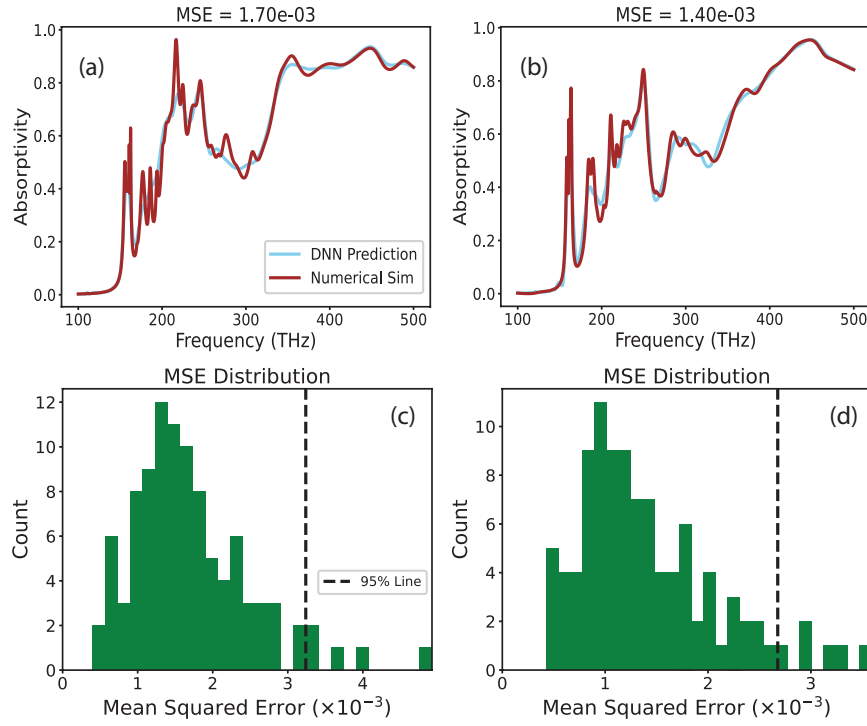 MSE = 1.70e-03
(a)
Absorptivity
1.0
0.8
0.6
0.4
0.2
0.0
DNN Prediction
Numerical Sim
100 200 300 400 500
Frequency (THz)
MSE = 1.40e-03
(b)
Absorptivity
1.0
0.8
0.6
0.4
0.2
0.0
100 200 300 400 500
Frequency (THz)
MSE Distribution
(c)
Count
12
10
8
6
4
2
0
95% Line
0 1 2 3 4
Mean Squared Error (×10−3)
MSE Distribution
(d)
Count
10
8
6
4
2
0
0 1 2 3
Mean Squared Error (×10−3)